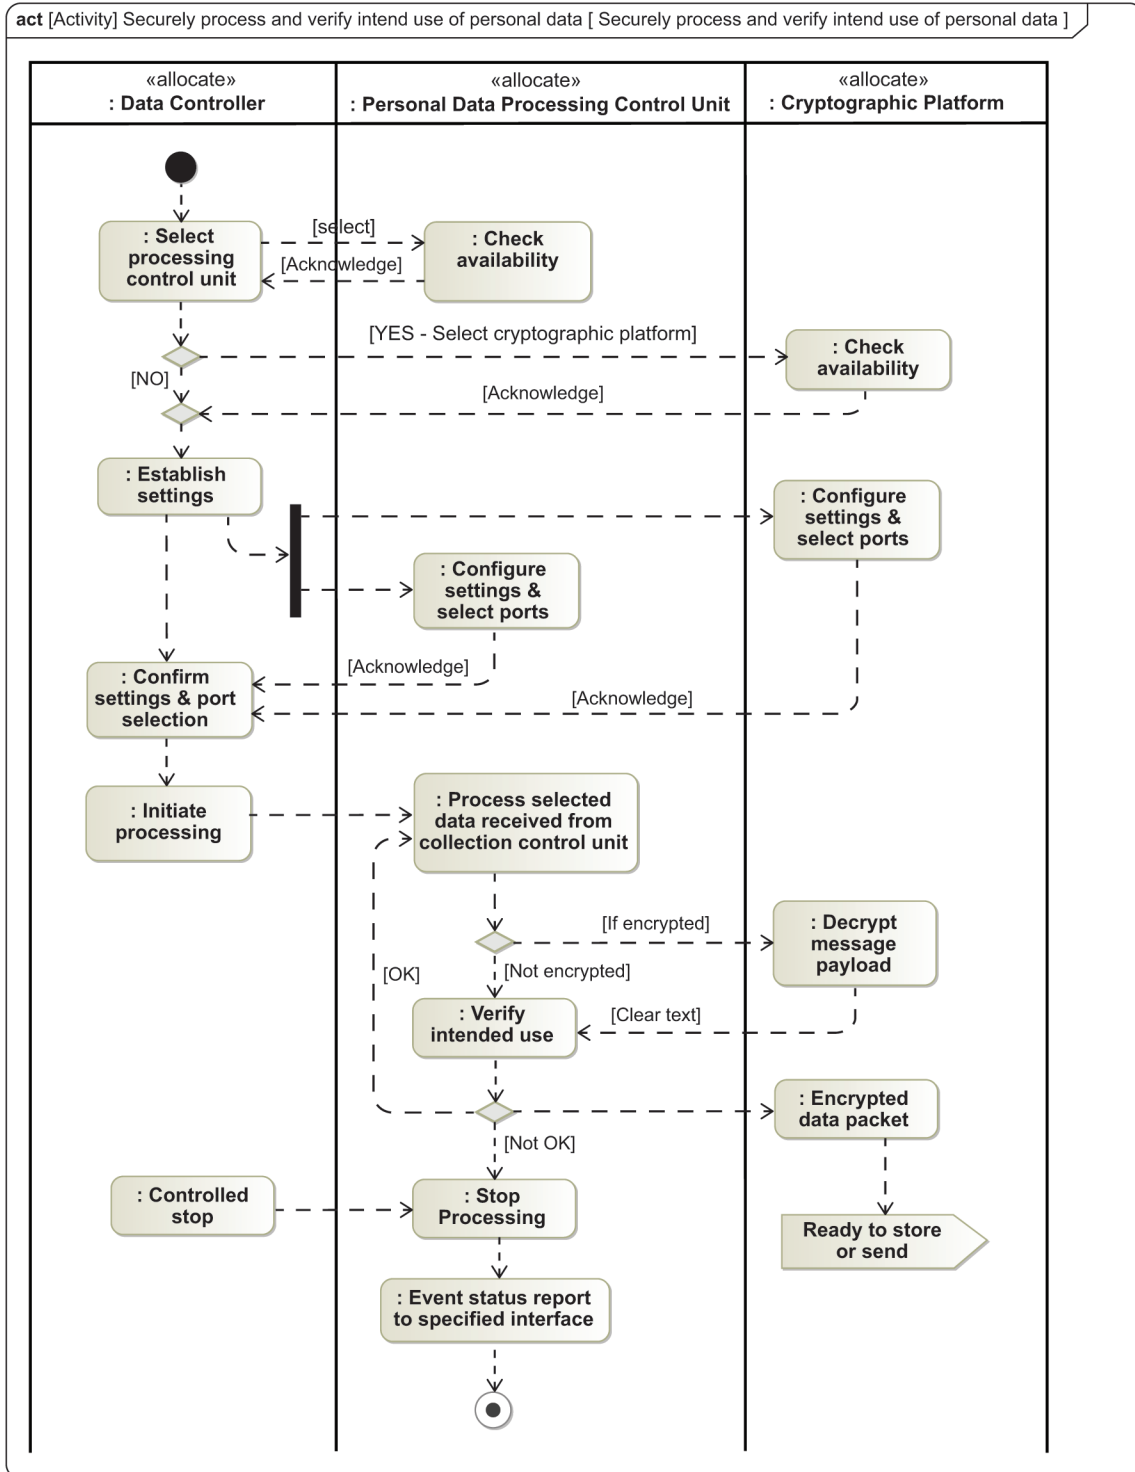 act [Activity] Securely process and verify intend use of personal data [ Securely process and verify intend use of personal data ]
«allocate»
: Data Controller
«allocate»
: Personal Data Processing Control Unit
«allocate»
: Cryptographic Platform
: Select
processing
control unit
[select]
[Acknowledge]
: Check
availability
[YES - Select cryptographic platform]
: Check
availability
[NO]
[Acknowledge]
: Establish
settings
: Configure
settings &
select ports
: Configure
settings &
select ports
[Acknowledge]
: Confirm
settings & port
selection
[Acknowledge]
: Initiate
processing
: Process selected
data received from
collection control unit
[If encrypted]
: Decrypt
message
payload
[OK]
[Not encrypted]
: Verify
intended use
[Clear text]
: Encrypted
data packet
[Not OK]
: Controlled
stop
: Stop
Processing
Ready to store
or send
: Event status report
to specified interface